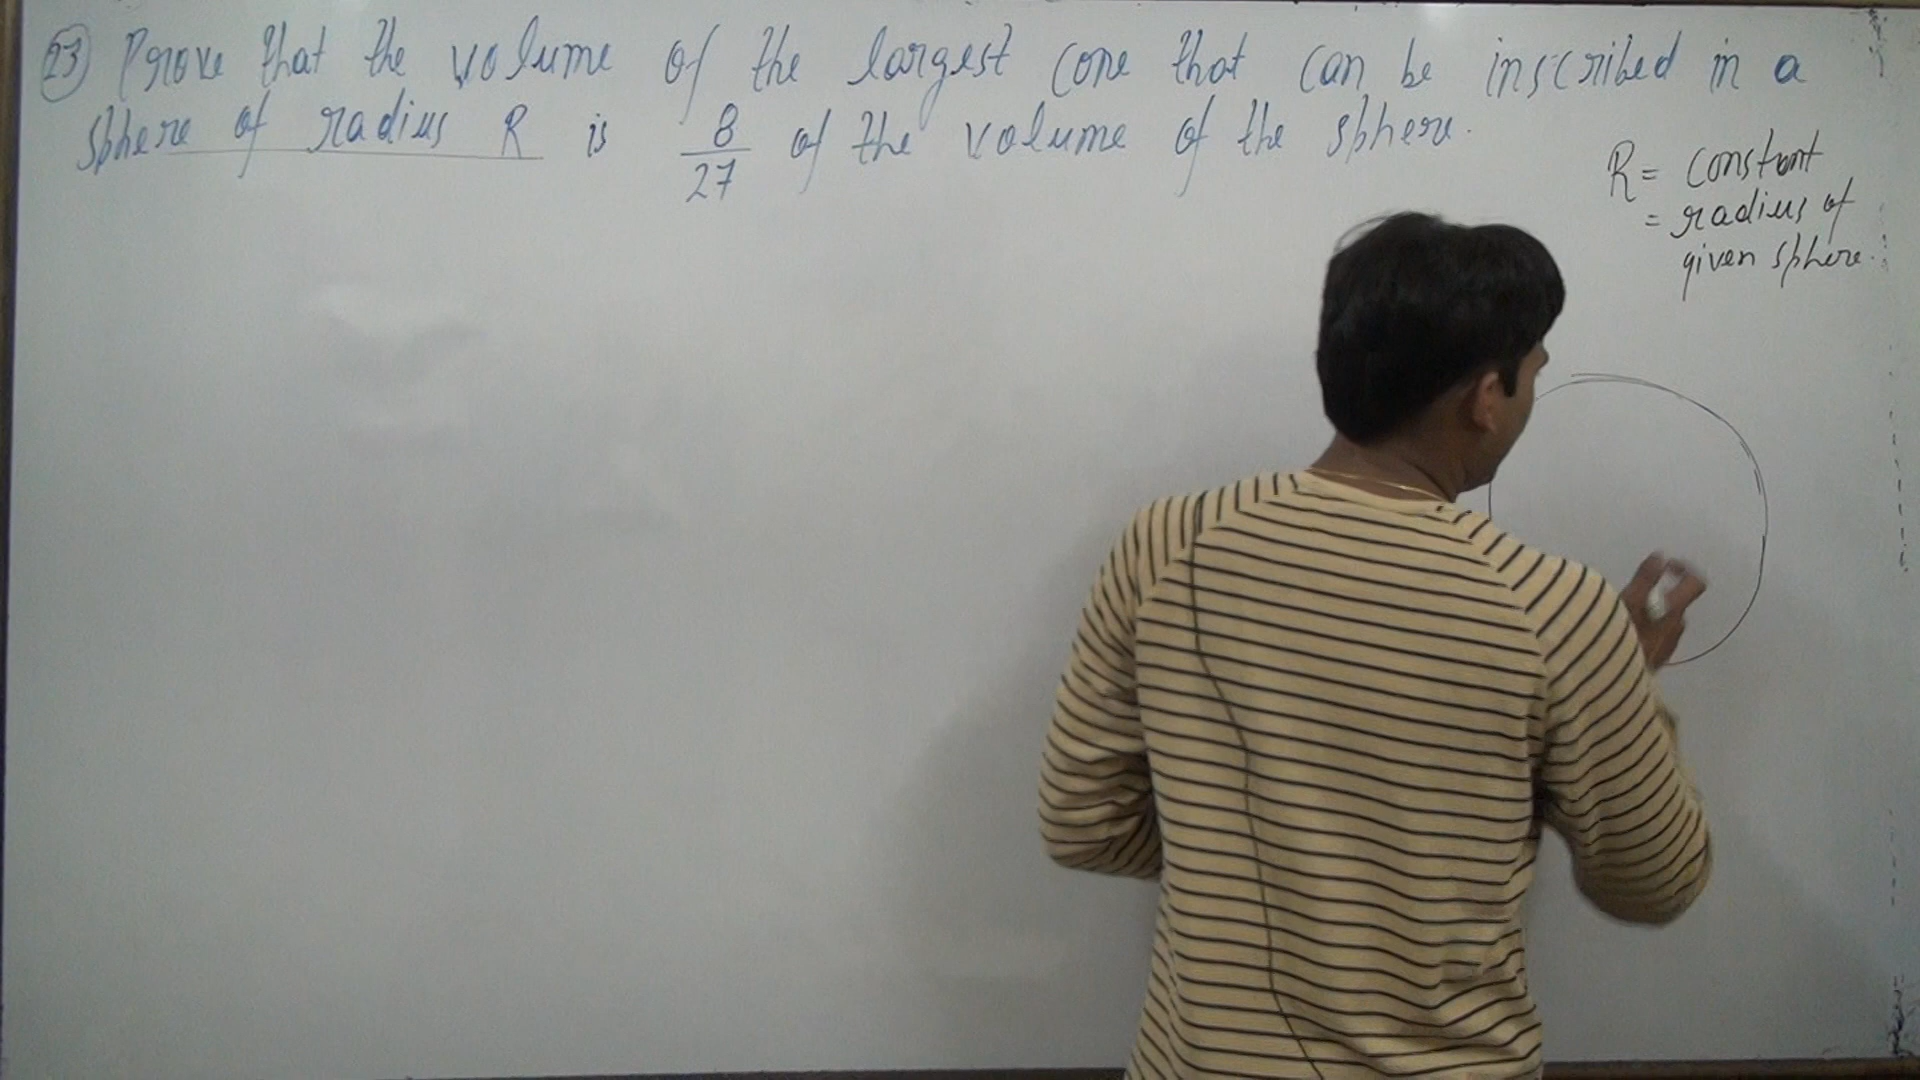 23 Prove that the volume of the largest cone that can be inscribed in a
sphere of radius R is 8/27 of the volume of the sphere.
R = constant
= radius of
given sphere.